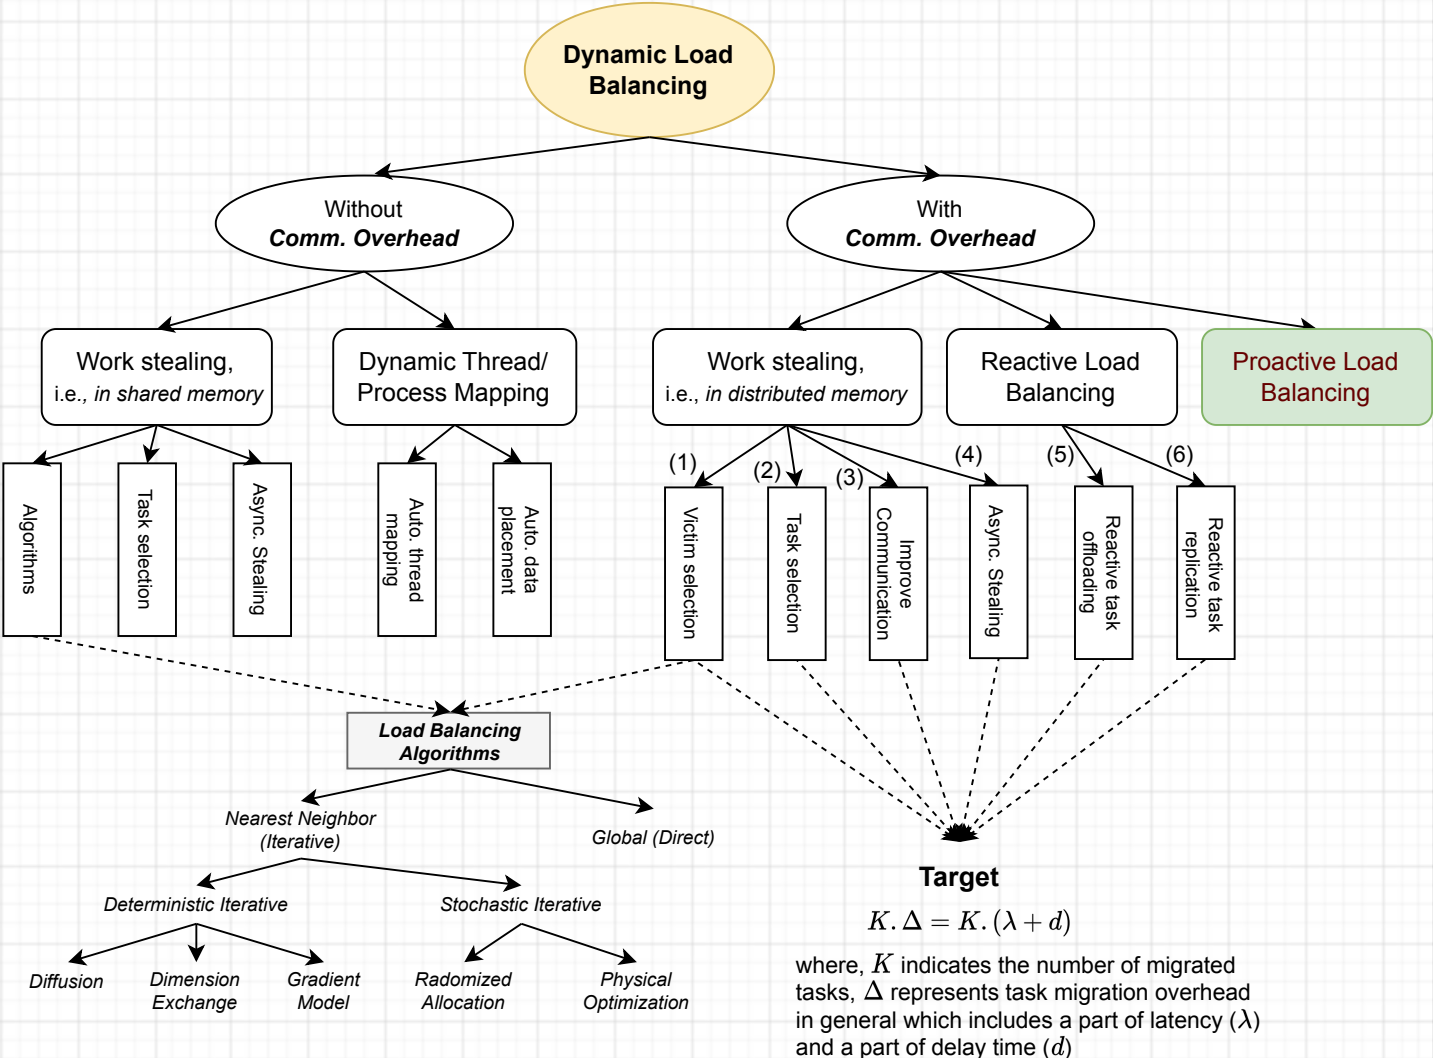 Dynamic Load
Balancing
Without
Comm. Overhead
With
Comm. Overhead
Work stealing,
i.e., in shared memory
Dynamic Thread/
Process Mapping
Work stealing,
i.e., in distributed memory
Reactive Load
Balancing
Proactive Load
Balancing
(1)
(2)
(3)
(4)
(5)
(6)
Algorithms
Task selection
Async. Stealing
Auto. thread
mapping
Auto. data
placement
Victim selection
Task selection
Improve
Communication
Async. Stealing
Reactive task
offloading
Reactive task
replication
Load Balancing
Algorithms
Nearest Neighbor
(Iterative)
Global (Direct)
Deterministic Iterative
Stochastic Iterative
Diffusion
Dimension
Exchange
Gradient
Model
Radomized
Allocation
Physical
Optimization
Target
K.Δ = K.(λ + d)
where, K indicates the number of migrated
tasks, Δ represents task migration overhead
in general which includes a part of latency (λ)
and a part of delay time (d)